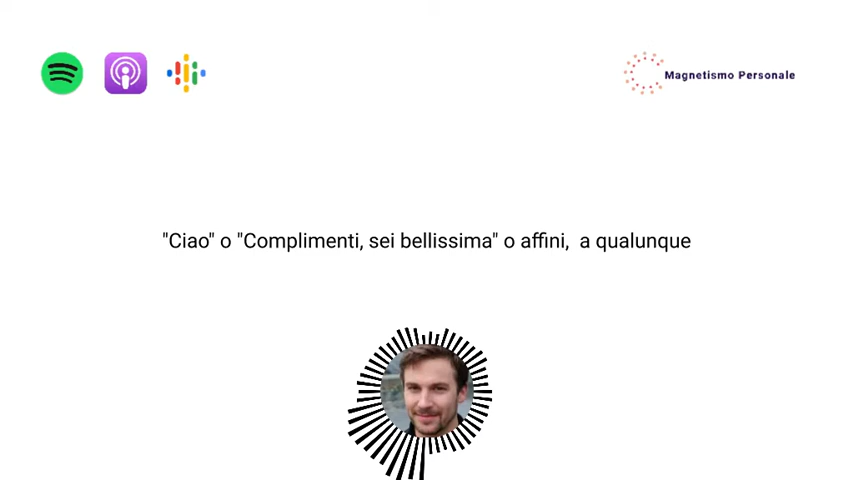 Magnetismo Personale
"Ciao" o "Complimenti, sei bellissima" o affini,  a qualunque